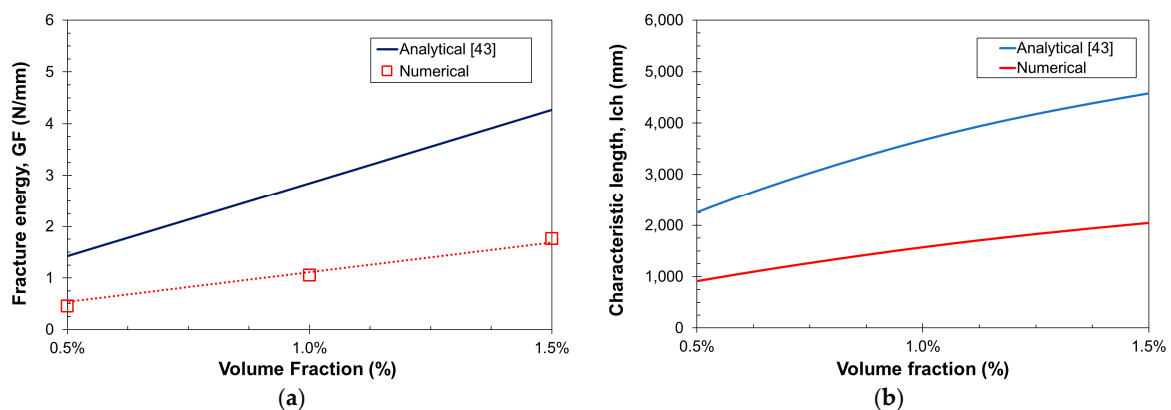 6
5
4
3
2
1
0
Fracture energy, GF (N/mm)
Analytical [43]
Numerical
0.5%
1.0%
1.5%
Volume Fraction (%)
(a)
6,000
5,000
4,000
3,000
2,000
1,000
0
Characteristic length, lch (mm)
Analytical [43]
Numerical
0.5%
1.0%
1.5%
Volume fraction (%)
(b)